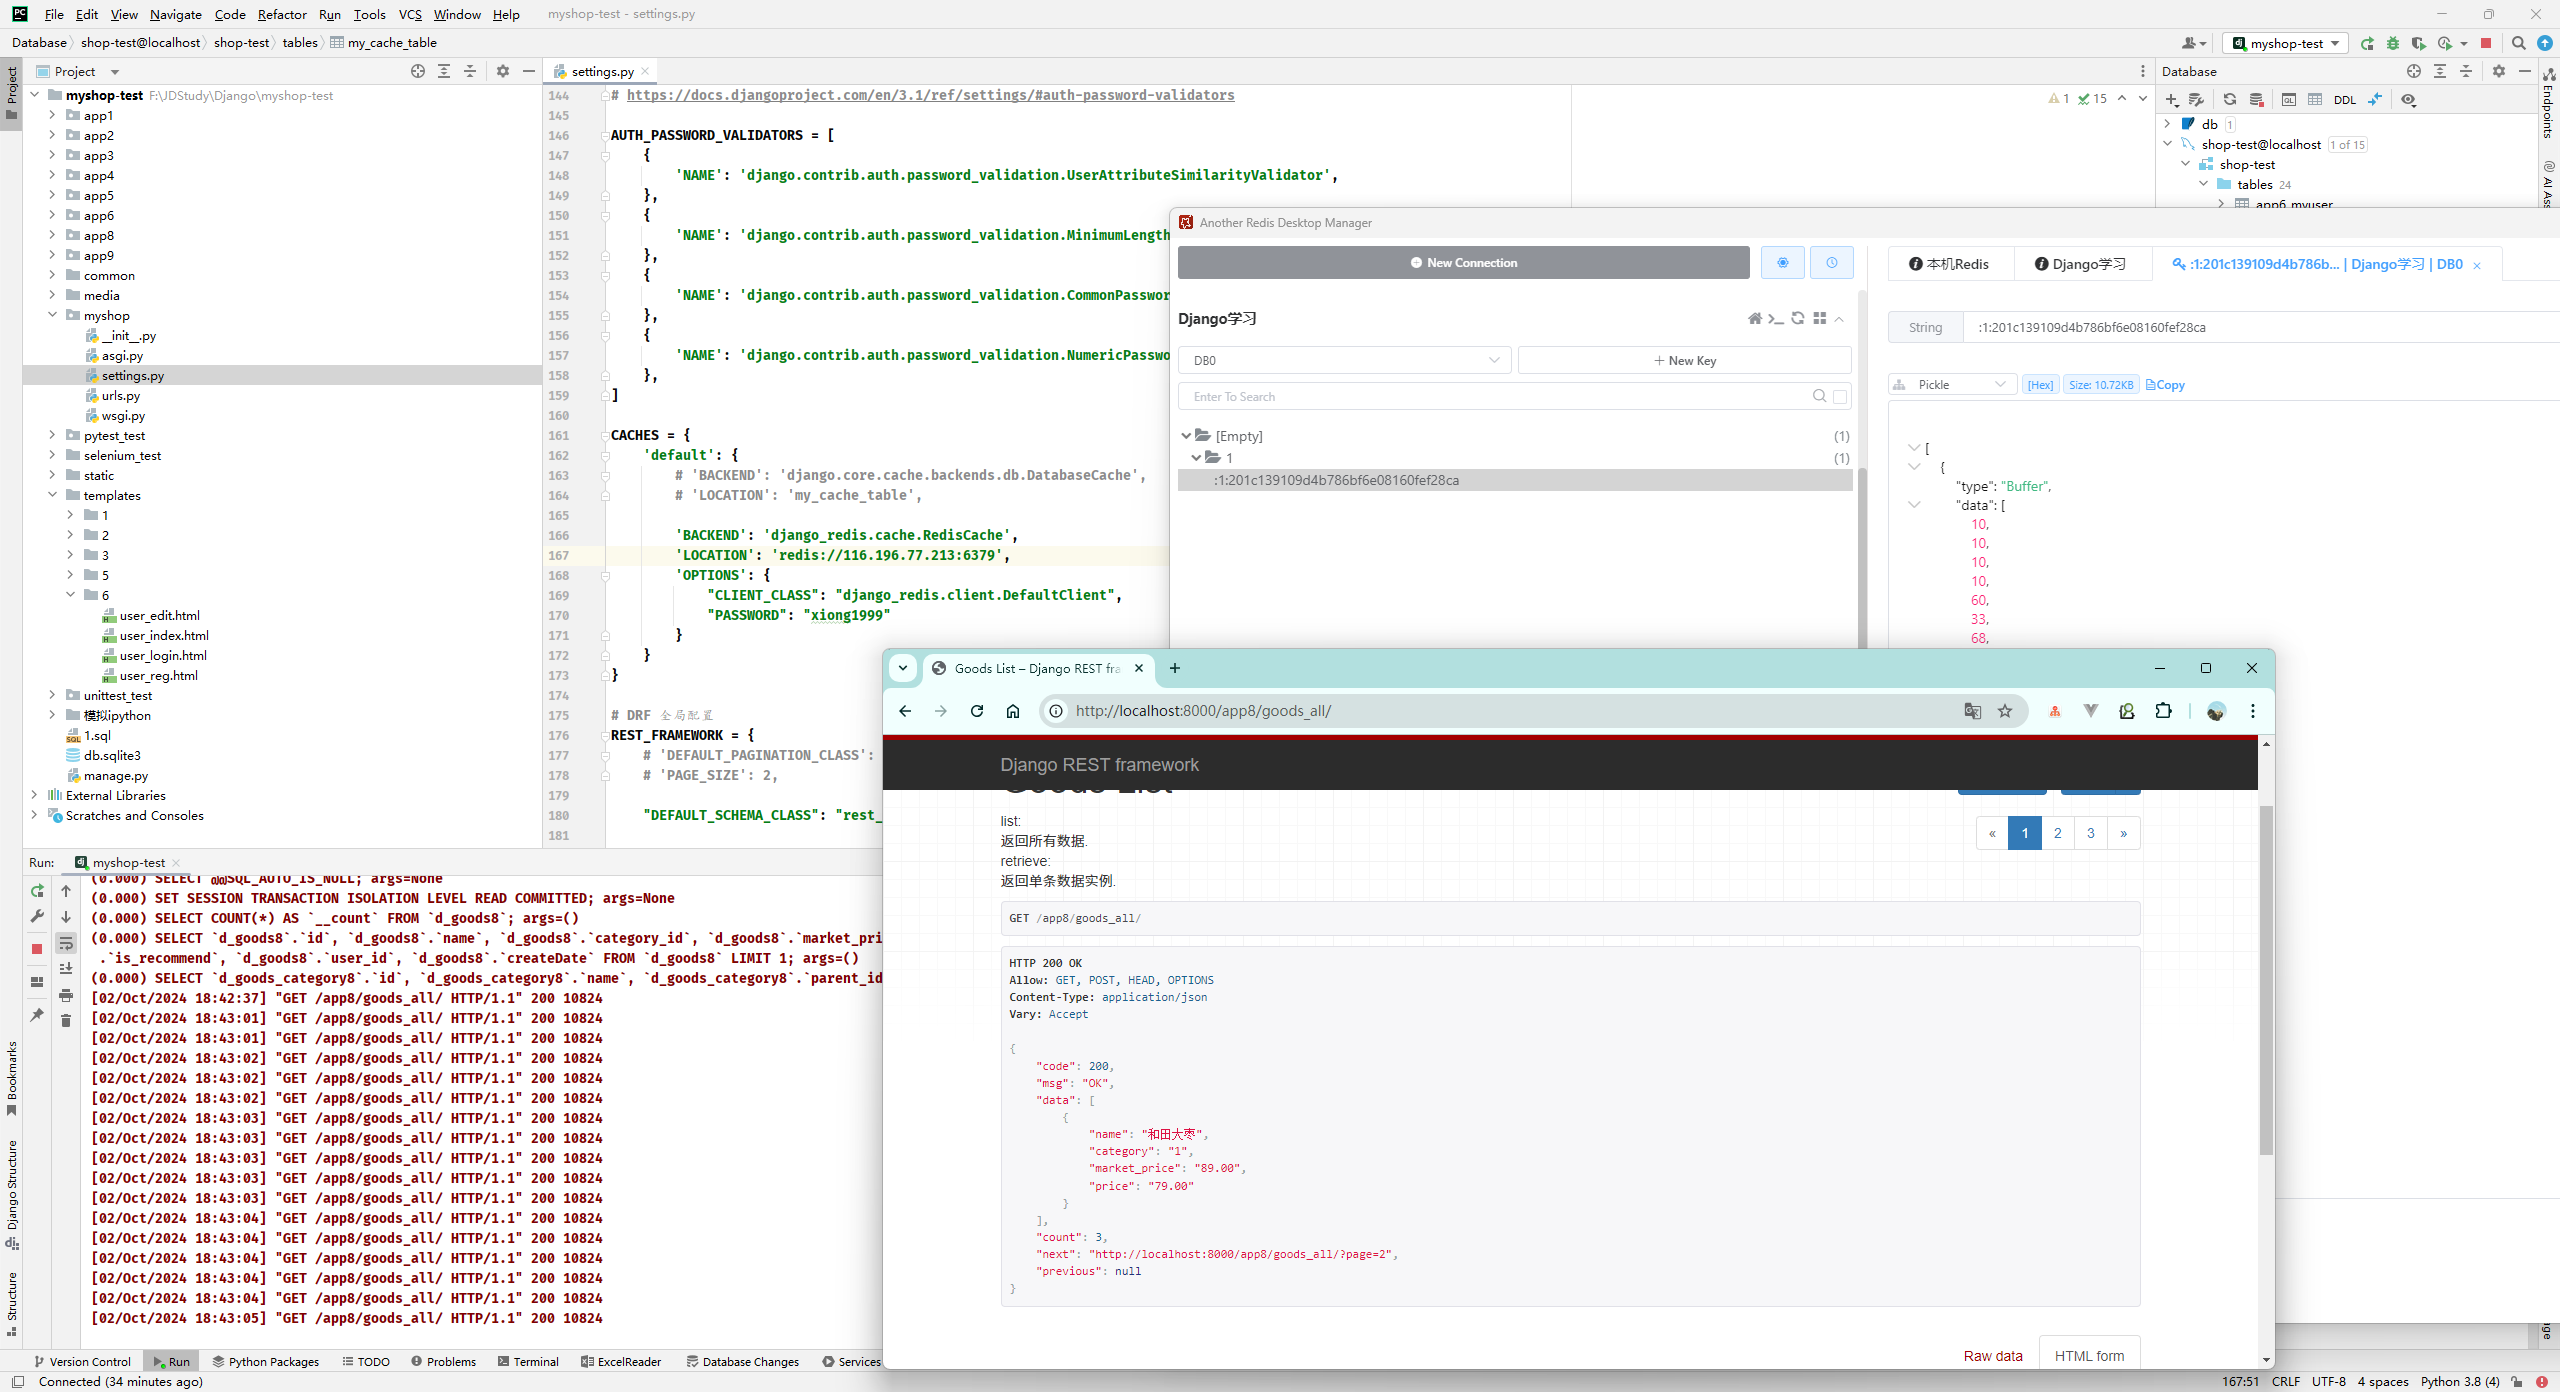 File Edit View Navigate Code Refactor Run Tools VCS Window Help myshop-test - settings.py
Database shop-test@localhost shop-test tables my_cache_table
myshop-test
Project
myshop-test F:\JDStudy\Django\myshop-test
app1
app2
app3
app4
app5
app6
app8
app9
common
media
myshop
__init__.py
asgi.py
settings.py
urls.py
wsgi.py
pytest_test
selenium_test
static
templates
1
2
3
5
6
user_edit.html
user_index.html
user_login.html
user_reg.html
unittest_test
模拟ipython
1.sql
db.sqlite3
manage.py
External Libraries
Scratches and Consoles
Project
Bookmarks
Django Structure
Structure
settings.py
1 15
144 # https://docs.djangoproject.com/en/3.1/ref/settings/#auth-password-validators
145
146 AUTH_PASSWORD_VALIDATORS = [
147 {
148 'NAME': 'django.contrib.auth.password_validation.UserAttributeSimilarityValidator',
149 },
150 {
151 'NAME': 'django.contrib.auth.password_validation.MinimumLength
152 },
153 {
154 'NAME': 'django.contrib.auth.password_validation.CommonPasswor
155 },
156 {
157 'NAME': 'django.contrib.auth.password_validation.NumericPasswo
158 },
159 ]
160
161 CACHES = {
162 'default': {
163 # 'BACKEND': 'django.core.cache.backends.db.DatabaseCache',
164 # 'LOCATION': 'my_cache_table',
165
166 'BACKEND': 'django_redis.cache.RedisCache',
167 'LOCATION': 'redis://116.196.77.213:6379',
168 'OPTIONS': {
169 "CLIENT_CLASS": "django_redis.client.DefaultClient",
170 "PASSWORD": "xiong1999"
171 }
172 }
173 }
174
175 # DRF 全局配置
176 REST_FRAMEWORK = {
177 # 'DEFAULT_PAGINATION_CLASS':
178 # 'PAGE_SIZE': 2,
179
180 "DEFAULT_SCHEMA_CLASS": "rest_
181
Database
DDL
db 1
shop-test@localhost 1 of 15
shop-test
tables 24
app6_myuser
Endpoints
AI Ass
Another Redis Desktop Manager
New Connection
Django学习
DB0
New Key
Enter To Search
[Empty] (1)
1 (1)
:1:201c139109d4b786bf6e08160fef28ca
本机Redis
Django学习
:1:201c139109d4b786b... | Django学习 | DB0
String :1:201c139109d4b786bf6e08160fef28ca
Pickle [Hex] Size: 10.72KB Copy
[
{
"type": "Buffer",
"data": [
10,
10,
10,
10,
60,
33,
68,
Goods List – Django REST fra
http://localhost:8000/app8/goods_all/
Django REST framework
Goods List
list:
返回所有数据.
retrieve:
返回单条数据实例.
« 1 2 3 »
GET /app8/goods_all/
HTTP 200 OK
Allow: GET, POST, HEAD, OPTIONS
Content-Type: application/json
Vary: Accept
{
"code": 200,
"msg": "OK",
"data": [
{
"name": "和田大枣",
"category": "1",
"market_price": "89.00",
"price": "79.00"
}
],
"count": 3,
"next": "http://localhost:8000/app8/goods_all/?page=2",
"previous": null
}
Raw data HTML form
Run: myshop-test
(0.000) SELECT @@SQL_AUTO_IS_NULL; args=None
(0.000) SET SESSION TRANSACTION ISOLATION LEVEL READ COMMITTED; args=None
(0.000) SELECT COUNT(*) AS `__count` FROM `d_goods8`; args=()
(0.000) SELECT `d_goods8`.`id`, `d_goods8`.`name`, `d_goods8`.`category_id`, `d_goods8`.`market_pri
.`is_recommend`, `d_goods8`.`user_id`, `d_goods8`.`createDate` FROM `d_goods8` LIMIT 1; args=()
(0.000) SELECT `d_goods_category8`.`id`, `d_goods_category8`.`name`, `d_goods_category8`.`parent_id
[02/Oct/2024 18:42:37] "GET /app8/goods_all/ HTTP/1.1" 200 10824
[02/Oct/2024 18:43:01] "GET /app8/goods_all/ HTTP/1.1" 200 10824
[02/Oct/2024 18:43:01] "GET /app8/goods_all/ HTTP/1.1" 200 10824
[02/Oct/2024 18:43:02] "GET /app8/goods_all/ HTTP/1.1" 200 10824
[02/Oct/2024 18:43:02] "GET /app8/goods_all/ HTTP/1.1" 200 10824
[02/Oct/2024 18:43:02] "GET /app8/goods_all/ HTTP/1.1" 200 10824
[02/Oct/2024 18:43:03] "GET /app8/goods_all/ HTTP/1.1" 200 10824
[02/Oct/2024 18:43:03] "GET /app8/goods_all/ HTTP/1.1" 200 10824
[02/Oct/2024 18:43:03] "GET /app8/goods_all/ HTTP/1.1" 200 10824
[02/Oct/2024 18:43:03] "GET /app8/goods_all/ HTTP/1.1" 200 10824
[02/Oct/2024 18:43:03] "GET /app8/goods_all/ HTTP/1.1" 200 10824
[02/Oct/2024 18:43:04] "GET /app8/goods_all/ HTTP/1.1" 200 10824
[02/Oct/2024 18:43:04] "GET /app8/goods_all/ HTTP/1.1" 200 10824
[02/Oct/2024 18:43:04] "GET /app8/goods_all/ HTTP/1.1" 200 10824
[02/Oct/2024 18:43:04] "GET /app8/goods_all/ HTTP/1.1" 200 10824
[02/Oct/2024 18:43:04] "GET /app8/goods_all/ HTTP/1.1" 200 10824
[02/Oct/2024 18:43:05] "GET /app8/goods_all/ HTTP/1.1" 200 10824
Version Control Run Python Packages TODO Problems Terminal ExcelReader Database Changes Services
Connected (34 minutes ago)
167:51 CRLF UTF-8 4 spaces Python 3.8 (4)